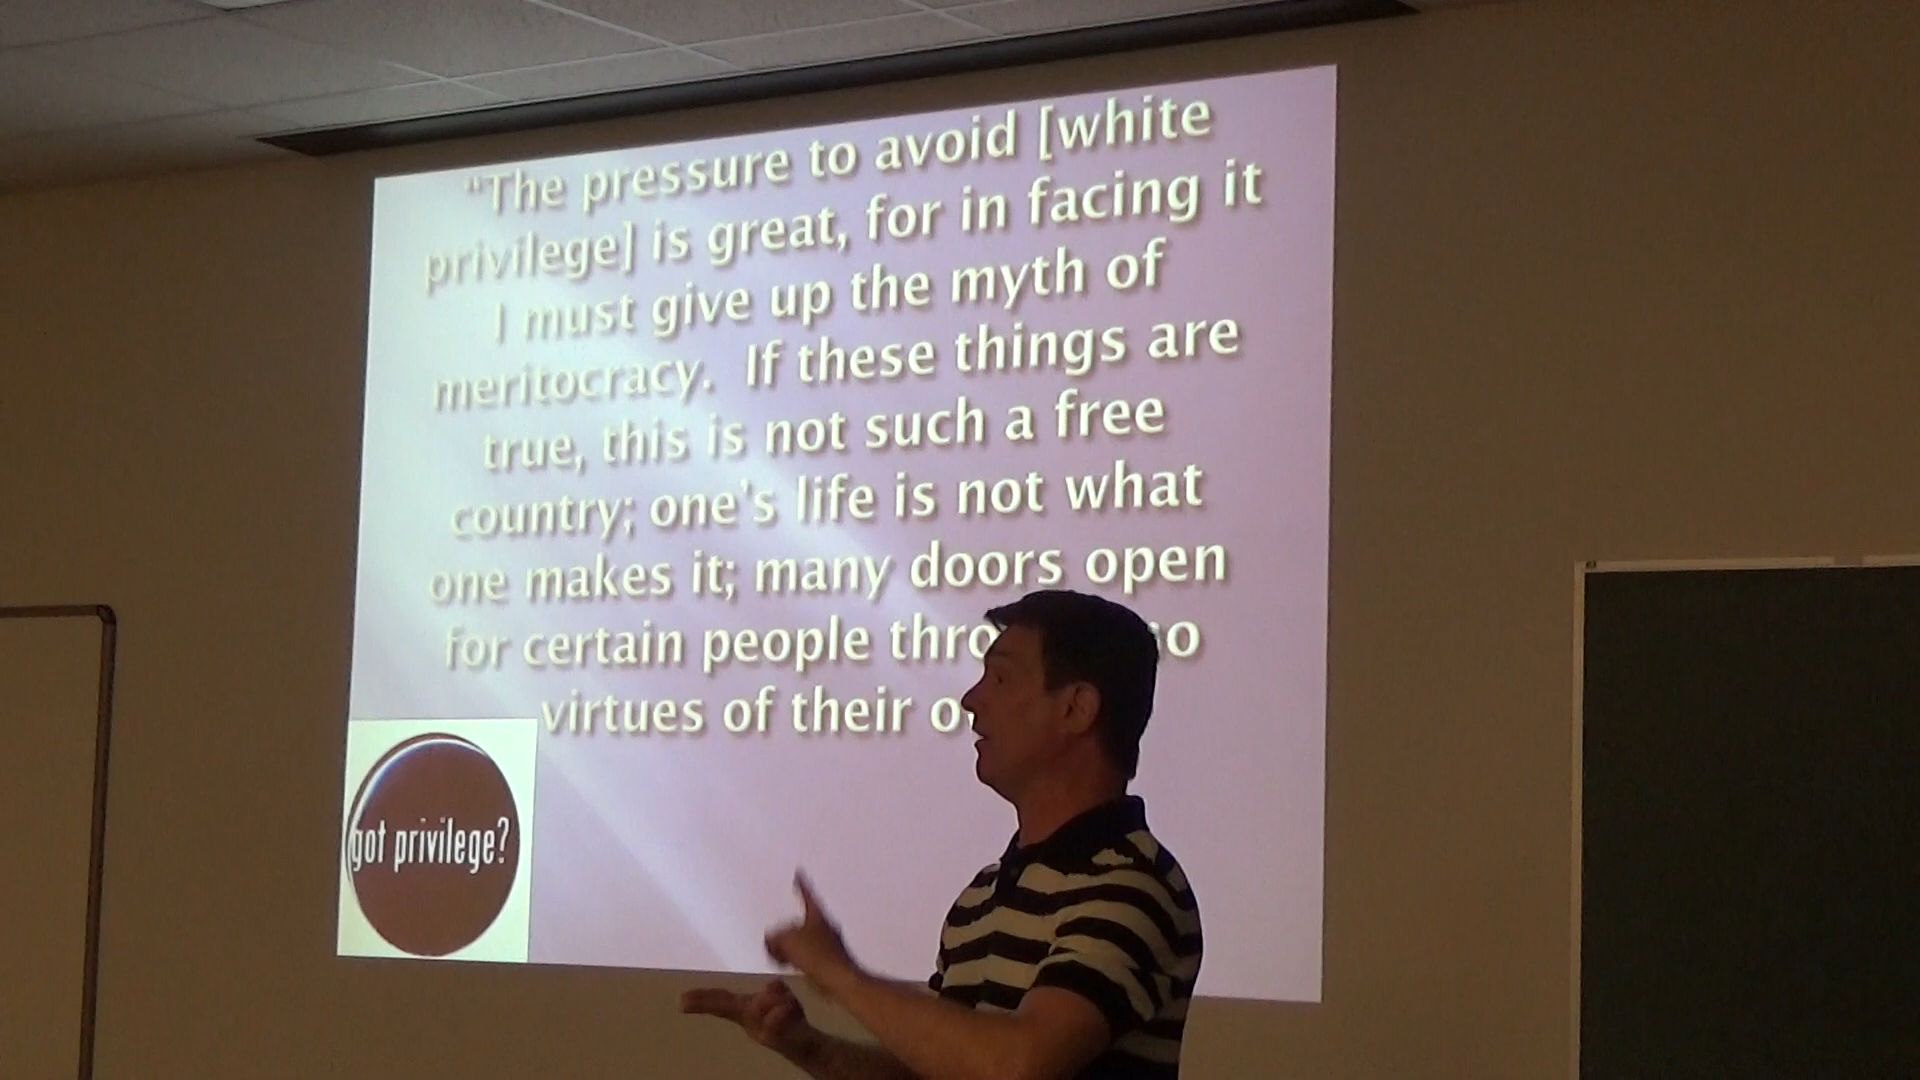 "The pressure to avoid [white
privilege] is great, for in facing it
I must give up the myth of
meritocracy. If these things are
true, this is not such a free
country; one's life is not what
one makes it; many doors open
for certain people
virtues of their
got privilege?